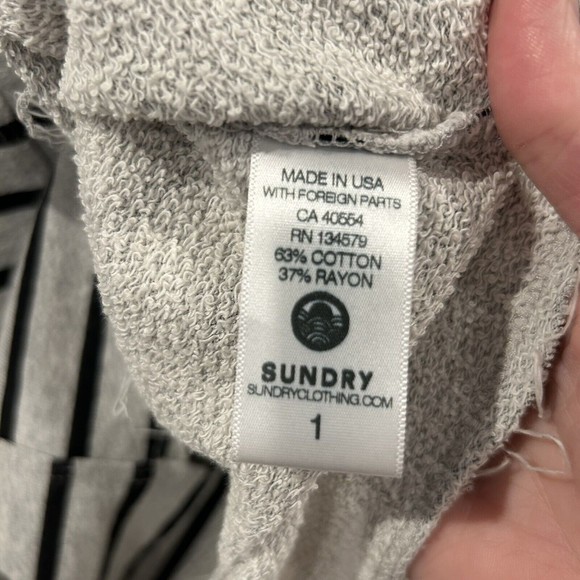 MADE IN USA
WITH FOREIGN PARTS
CA 40554
RN 134579
63% COTTON
37% RAYON
SUNDRY
SUNDRYCLOTHING.COM
1